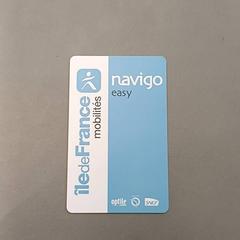 navigo
easy
îledeFrance
mobilités
optile
SNCF